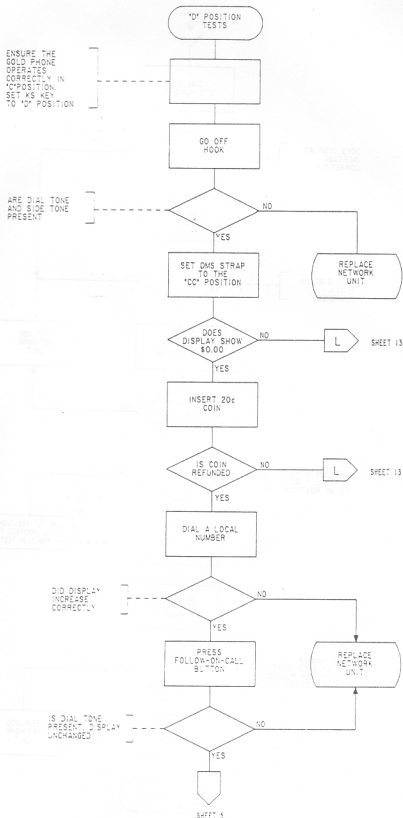 "D" POSITION
TESTS
ENSURE THE
GOLD PHONE
OPERATES
CORRECTLY IN
"C"POSITION.
SET KS KEY
TO "D" POSITION
GO OFF
HOOK
ARE DIAL TONE
AND SIDE TONE
PRESENT
NO
YES
REPLACE
NETWORK
UNIT
SET DMS STRAP
TO THE
"CC" POSITION
DOES
DISPLAY SHOW
$0.00
NO
L
SHEET 13
YES
INSERT 20c
COIN
IS COIN
REFUNDED
NO
L
SHEET 13
YES
DIAL A LOCAL
NUMBER
DID DISPLAY
INCREASE
CORRECTLY
NO
YES
PRESS
FOLLOW-ON-CALL
BUTTON
REPLACE
NETWORK
UNIT
IS DIAL TONE
PRESENT, DISPLAY
UNCHANGED
NO
YES
SHEET 5